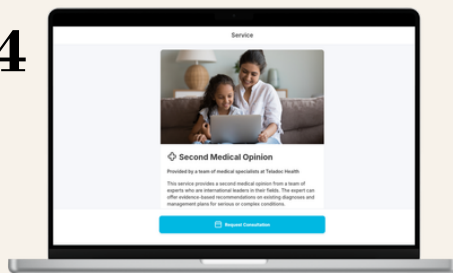 4
Service
Second Medical Opinion
Provided by a team of medical specialists at Teladoc Health
This service provides a second medical opinion from a team of
experts who are international leaders in their fields. The expert can
offer evidence-based recommendations on existing diagnoses and
management plans for serious or complex conditions.
Request Consultation